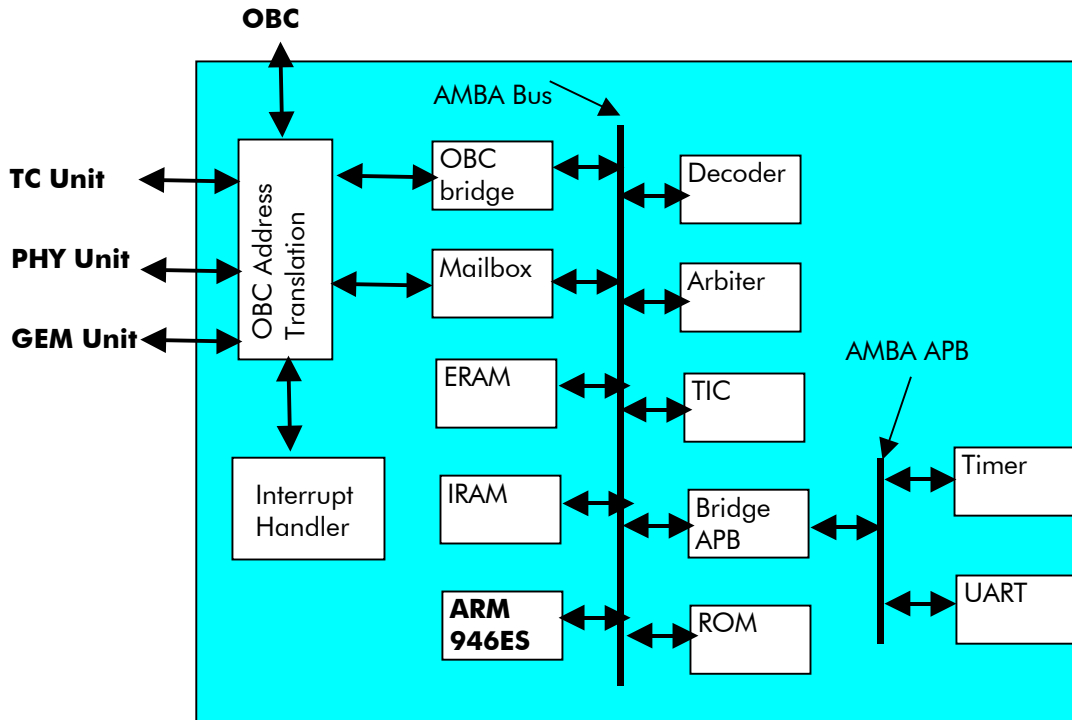 OBC
AMBA Bus
TC Unit
PHY Unit
GEM Unit
OBC Address
Translation
OBC
bridge
Mailbox
ERAM
IRAM
ARM
946ES
Interrupt
Handler
Decoder
Arbiter
TIC
Bridge
APB
ROM
AMBA APB
Timer
UART